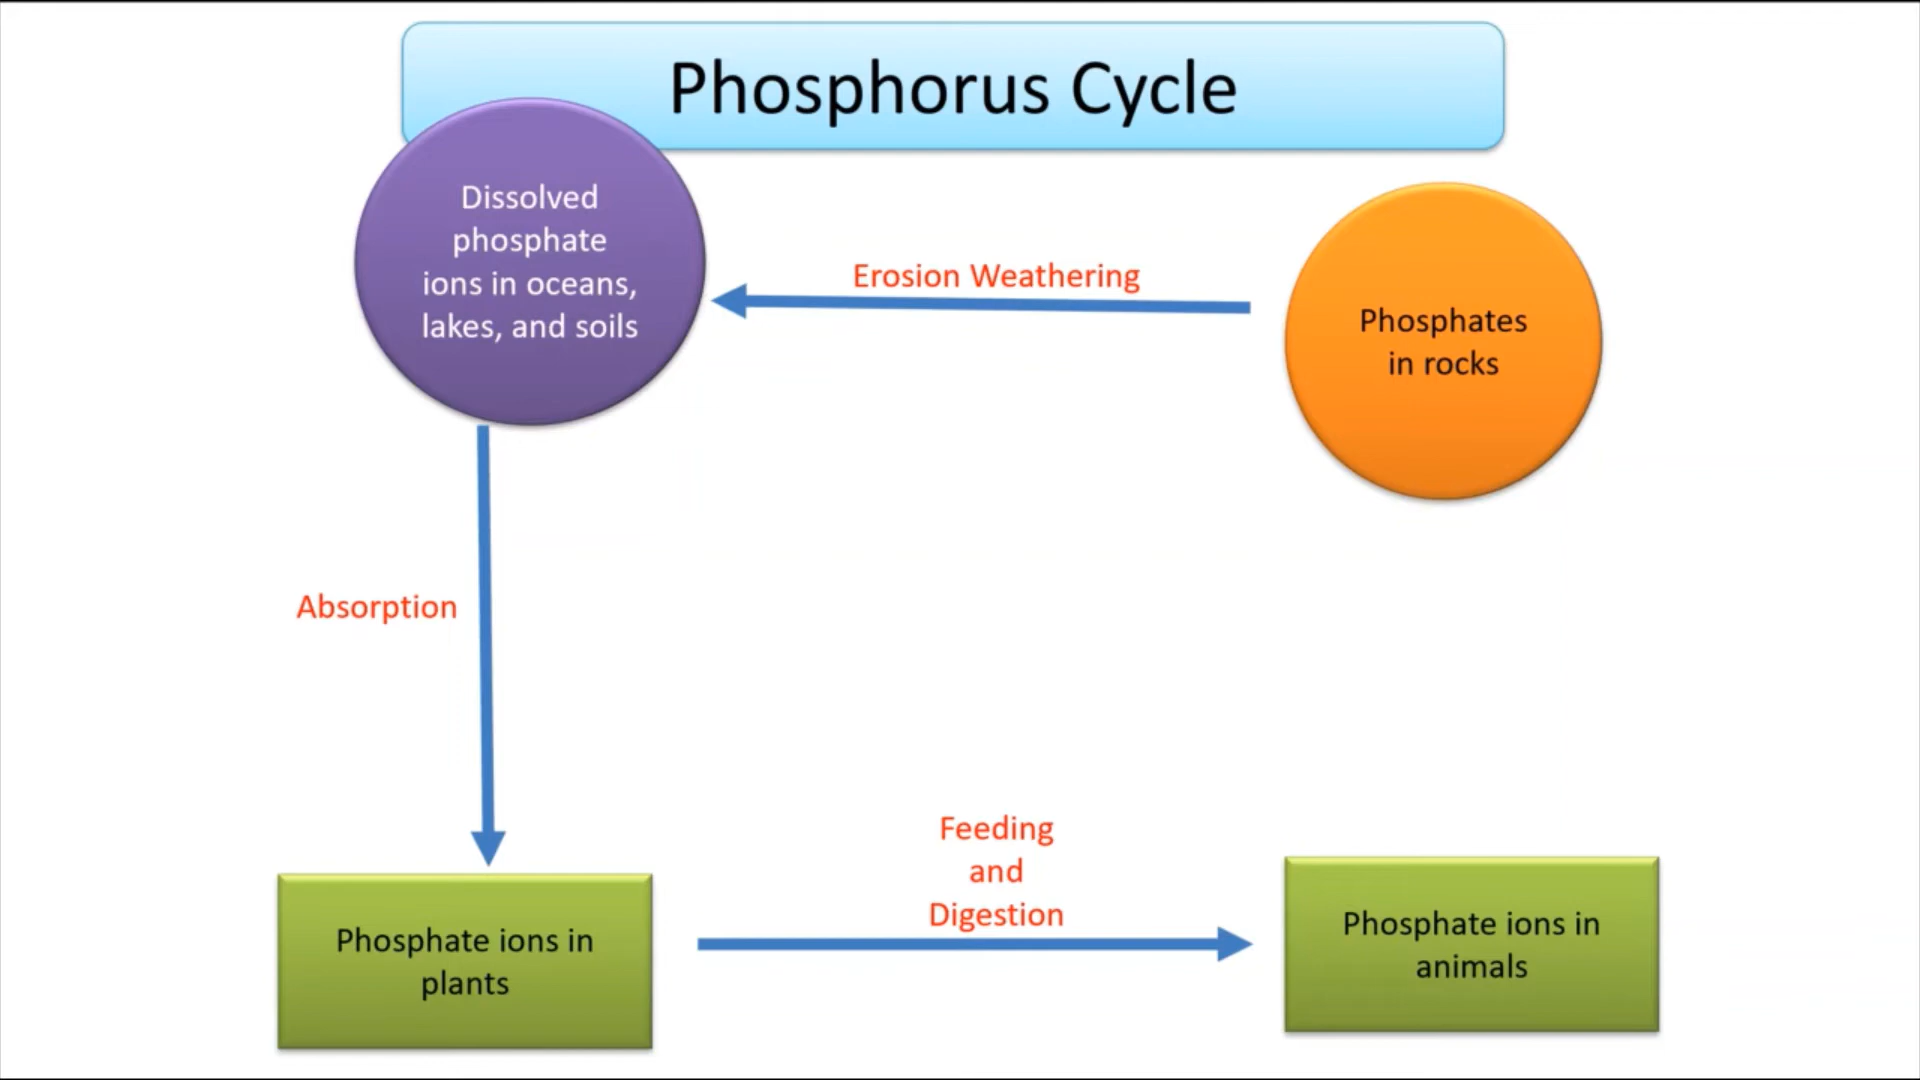 Phosphorus Cycle
Dissolved
phosphate
ions in oceans,
lakes, and soils
Erosion Weathering
Phosphates
in rocks
Absorption
Feeding
and
Digestion
Phosphate ions in
plants
Phosphate ions in
animals